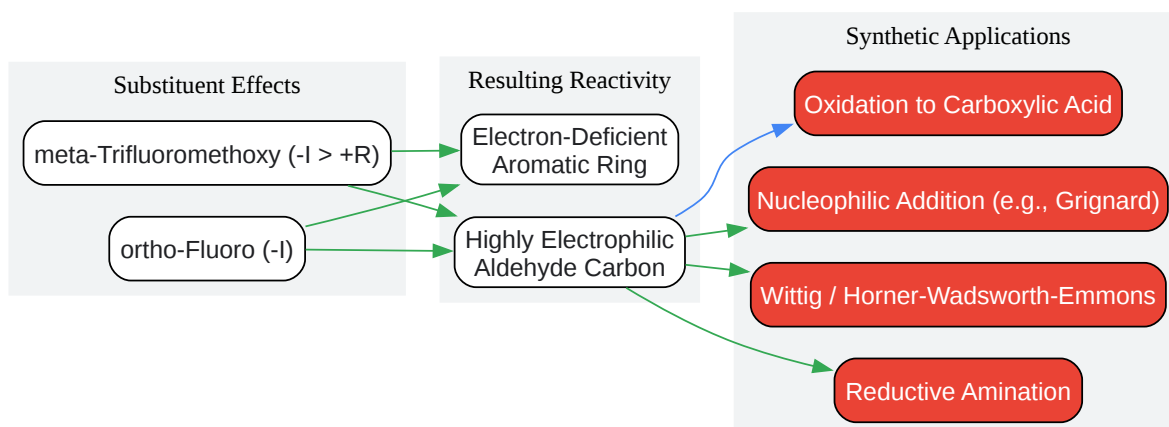 Substituent Effects
meta-Trifluoromethoxy (-I > +R)
ortho-Fluoro (-I)
Resulting Reactivity
Electron-Deficient
Aromatic Ring
Highly Electrophilic
Aldehyde Carbon
Synthetic Applications
Oxidation to Carboxylic Acid
Nucleophilic Addition (e.g., Grignard)
Wittig / Horner-Wadsworth-Emmons
Reductive Amination